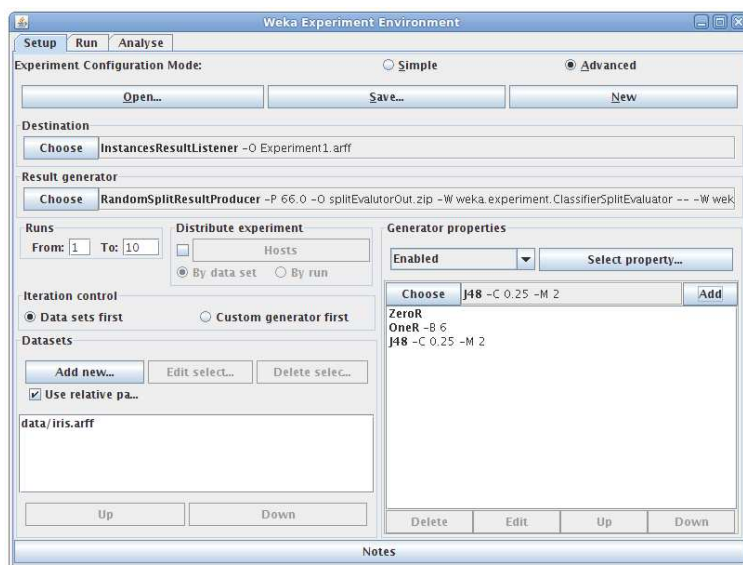 Weka Experiment Environment
Setup Run Analyse
Experiment Configuration Mode: Simple Advanced
Open... Save... New
Destination
Choose InstancesResultListener -O Experiment1.arff
Result generator
Choose RandomSplitResultProducer -P 66.0 -O splitEvalutorOut.zip -W weka.experiment.ClassifierSplitEvaluator -- -W wek
Runs
From: 1 To: 10
Distribute experiment
Hosts
By data set By run
Generator properties
Enabled Select property...
Iteration control
Data sets first Custom generator first
Choose J48 -C 0.25 -M 2 Add
ZeroR
OneR -B 6
J48 -C 0.25 -M 2
Datasets
Add new... Edit select... Delete selec...
Use relative pa...
data/iris.arff
Up Down
Delete Edit Up Down
Notes